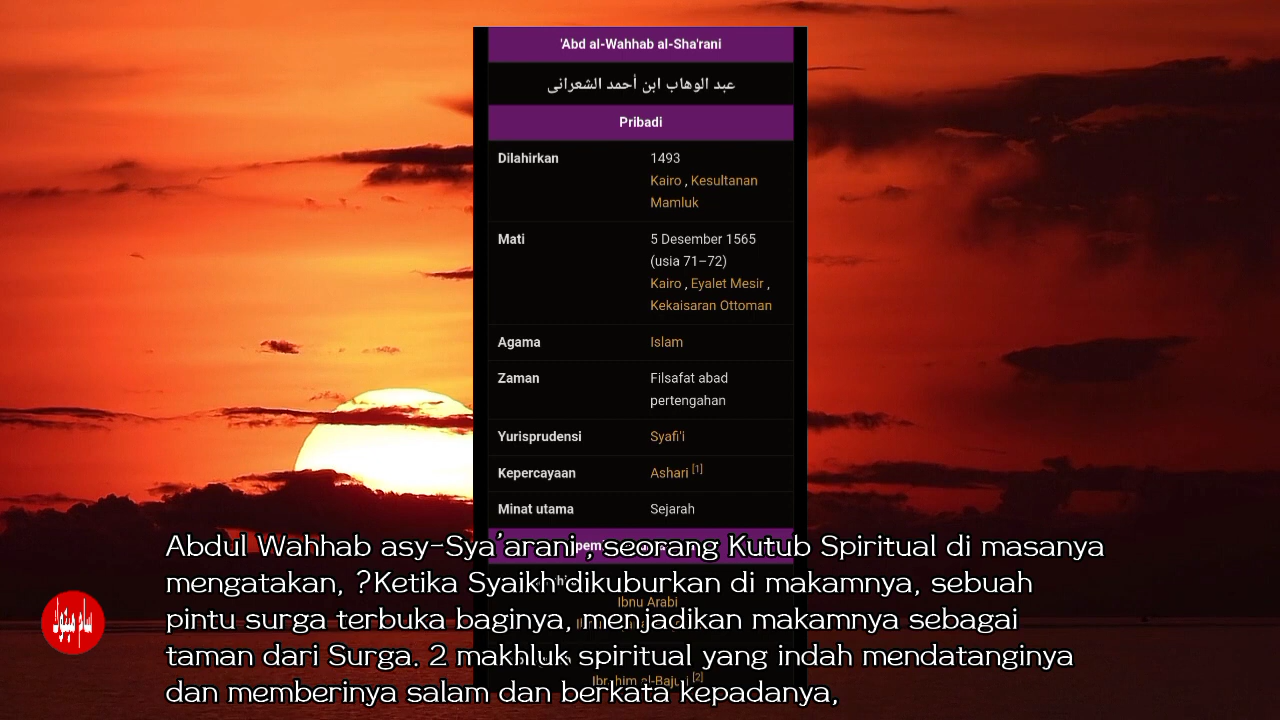 'Abd al-Wahhab al-Sha'rani
عبد الوهاب ابن أحمد الشعرانى
Pribadi
Dilahirkan 1493
Kairo , Kesultanan
Mamluk
Mati 5 Desember 1565
(usia 71–72)
Kairo , Eyalet Mesir ,
Kekaisaran Ottoman
Agama Islam
Zaman Filsafat abad
pertengahan
Yurisprudensi Syafi'i
Kepercayaan Ashari [1]
Minat utama Sejarah
Abdul Wahhab asy-Sya'arani , seorang Kutub Spiritual di masanya
mengatakan, ?Ketika Syaikh dikuburkan di makamnya, sebuah
Ibnu Arabi
pintu surga terbuka baginya, menjadikan makamnya sebagai
taman dari Surga. 2 makhluk spiritual yang indah mendatanginya
[2]
dan memberinya salam dan berkata kepadanya,